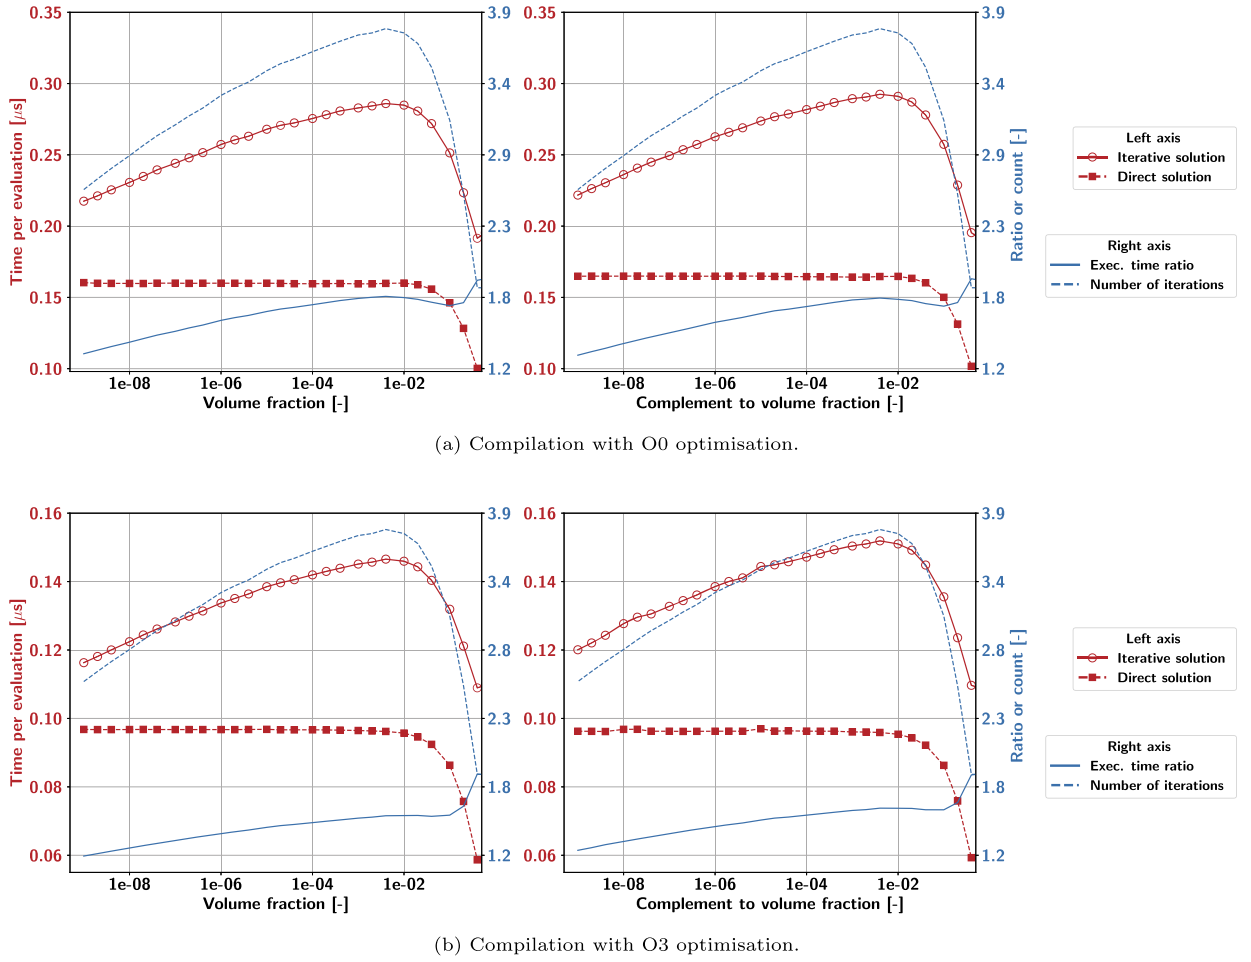 0.35
0.30
0.25
0.20
0.15
0.10
Time per evaluation [μs]
3.9
3.4
2.9
2.3
1.8
1.2
1e-08 1e-06 1e-04 1e-02
Volume fraction [-]
0.35
0.30
0.25
0.20
0.15
0.10
3.9
3.4
2.9
2.3
1.8
1.2
Ratio or count [-]
1e-08 1e-06 1e-04 1e-02
Complement to volume fraction [-]
Left axis
Iterative solution
Direct solution
Right axis
Exec. time ratio
Number of iterations
(a) Compilation with O0 optimisation.
0.16
0.14
0.12
0.10
0.08
0.06
Time per evaluation [μs]
3.9
3.4
2.8
2.3
1.8
1.2
1e-08 1e-06 1e-04 1e-02
Volume fraction [-]
0.16
0.14
0.12
0.10
0.08
0.06
3.9
3.4
2.8
2.3
1.8
1.2
Ratio or count [-]
1e-08 1e-06 1e-04 1e-02
Complement to volume fraction [-]
Left axis
Iterative solution
Direct solution
Right axis
Exec. time ratio
Number of iterations
(b) Compilation with O3 optimisation.